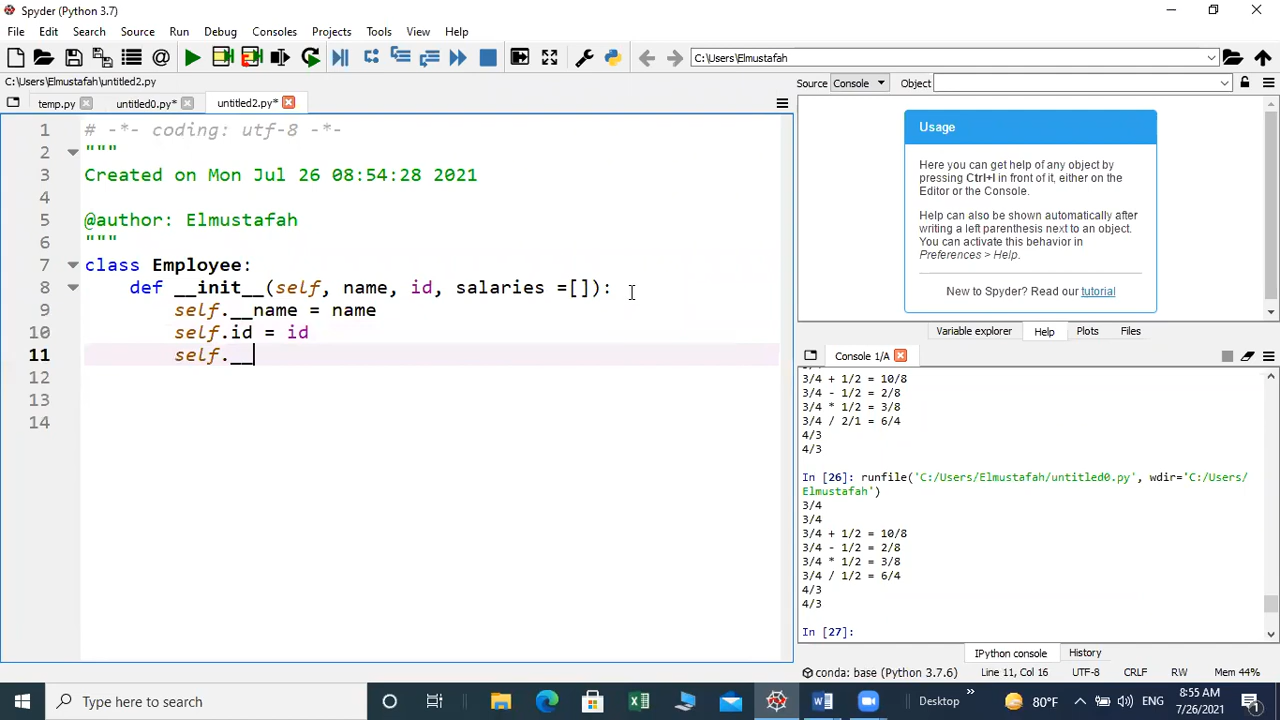 Spyder (Python 3.7)
File Edit Search Source Run Debug Consoles Projects Tools View Help
C:\Users\Elmustafah
C:\Users\Elmustafah\untitled2.py
Source Console Object
temp.py untitled0.py* untitled2.py*
1 # -*- coding: utf-8 -*-
2 """
3 Created on Mon Jul 26 08:54:28 2021
4
5 @author: Elmustafah
6 """
7 class Employee:
8 def __init__(self, name, id, salaries =[]):
9 self.__name = name
10 self.id = id
11 self.__
12
13
14
Usage
Here you can get help of any object by
pressing Ctrl+I in front of it, either on the
Editor or the Console.
Help can also be shown automatically after
writing a left parenthesis next to an object.
You can activate this behavior in
Preferences > Help.
New to Spyder? Read our tutorial
Variable explorer Help Plots Files
Console 1/A
3/4 + 1/2 = 10/8
3/4 - 1/2 = 2/8
3/4 * 1/2 = 3/8
3/4 / 2/1 = 6/4
4/3
4/3
In [26]: runfile('C:/Users/Elmustafah/untitled0.py', wdir='C:/Users/
Elmustafah')
3/4
3/4
3/4 + 1/2 = 10/8
3/4 - 1/2 = 2/8
3/4 * 1/2 = 3/8
3/4 / 1/2 = 6/4
4/3
4/3
In [27]:
IPython console History
conda: base (Python 3.7.6) Line 11, Col 16 UTF-8 CRLF RW Mem 44%
Type here to search
Desktop » 80°F ENG 8:55 AM
7/26/2021